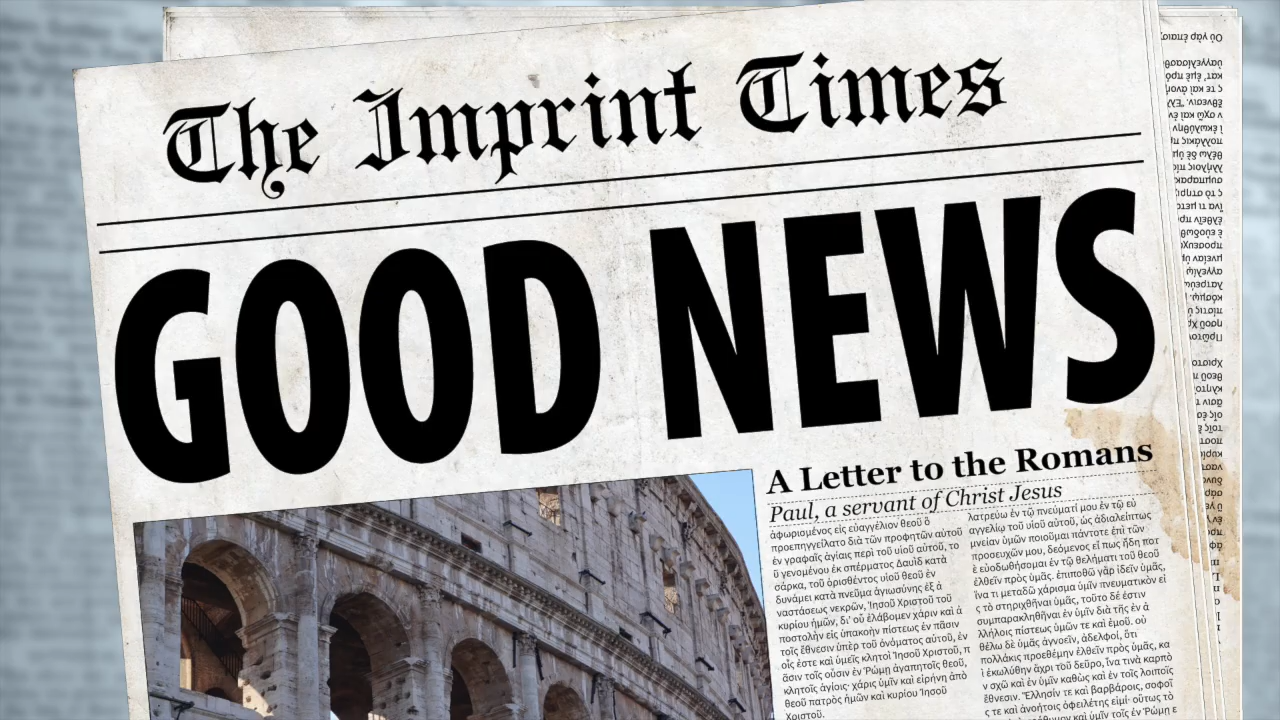 The Imprint Times
GOOD NEWS
A Letter to the Romans
Paul, a servant of Christ Jesus
ἀφωρισμένος εἰς εὐαγγέλιον θεοῦ ὃ
προεπηγγείλατο διὰ τῶν προφητῶν αὐτοῦ
ἐν γραφαῖς ἁγίαις περὶ τοῦ υἱοῦ αὐτοῦ, το
ῦ γενομένου ἐκ σπέρματος Δαυὶδ κατὰ
σάρκα, τοῦ ὁρισθέντος υἱοῦ θεοῦ ἐν
δυνάμει κατὰ πνεῦμα ἁγιωσύνης ἐξ ἀ
ναστάσεως νεκρῶν, Ἰησοῦ Χριστοῦ τοῦ
κυρίου ἡμῶν, δι’ οὗ ἐλάβομεν χάριν καὶ ἀ
ποστολὴν εἰς ὑπακοὴν πίστεως ἐν πᾶσιν
τοῖς ἔθνεσιν ὑπὲρ τοῦ ὀνόματος αὐτοῦ, ἐν
οἷς ἐστε καὶ ὑμεῖς κλητοὶ Ἰησοῦ Χριστοῦ, π
ᾶσιν τοῖς οὖσιν ἐν Ῥώμῃ ἀγαπητοῖς θεοῦ,
κλητοῖς ἁγίοις· χάρις ὑμῖν καὶ εἰρήνη ἀπὸ
θεοῦ πατρὸς ἡμῶν καὶ κυρίου Ἰησοῦ
Χριστοῦ.
λατρεύω ἐν τῷ πνεύματί μου ἐν τῷ εὐ
αγγελίῳ τοῦ υἱοῦ αὐτοῦ, ὡς ἀδιαλείπτως
μνείαν ὑμῶν ποιοῦμαι πάντοτε ἐπὶ τῶν
προσευχῶν μου, δεόμενος εἴ πως ἤδη ποτ
ὲ εὐοδωθήσομαι ἐν τῷ θελήματι τοῦ θεοῦ
ἐλθεῖν πρὸς ὑμᾶς. ἐπιποθῶ γὰρ ἰδεῖν ὑμᾶς,
ἵνα τι μεταδῶ χάρισμα ὑμῖν πνευματικὸν εἰ
ς τὸ στηριχθῆναι ὑμᾶς, τοῦτο δέ ἐστιν
συμπαρακληθῆναι ἐν ὑμῖν διὰ τῆς ἐν ἀ
λλήλοις πίστεως ὑμῶν τε καὶ ἐμοῦ. οὐ
θέλω δὲ ὑμᾶς ἀγνοεῖν, ἀδελφοί, ὅτι
πολλάκις προεθέμην ἐλθεῖν πρὸς ὑμᾶς, κα
ὶ ἐκωλύθην ἄχρι τοῦ δεῦρο, ἵνα τινὰ καρπὸ
ν σχῶ καὶ ἐν ὑμῖν καθὼς καὶ ἐν τοῖς λοιποῖς
ἔθνεσιν. Ἕλλησίν τε καὶ βαρβάροις, σοφοῖ
ς τε καὶ ἀνοήτοις ὀφειλέτης εἰμί· οὕτως τὸ